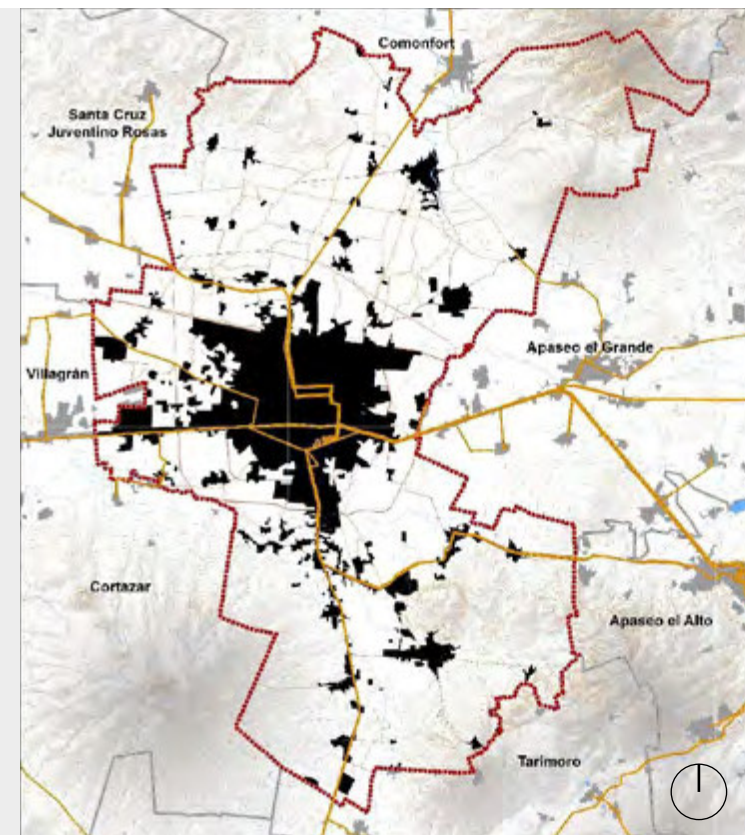 Comonfort
Santa Cruz
Juventino Rosas
Apaseo el Grande
Villagrán
Cortazar
Apaseo el Alto
Tarimoro